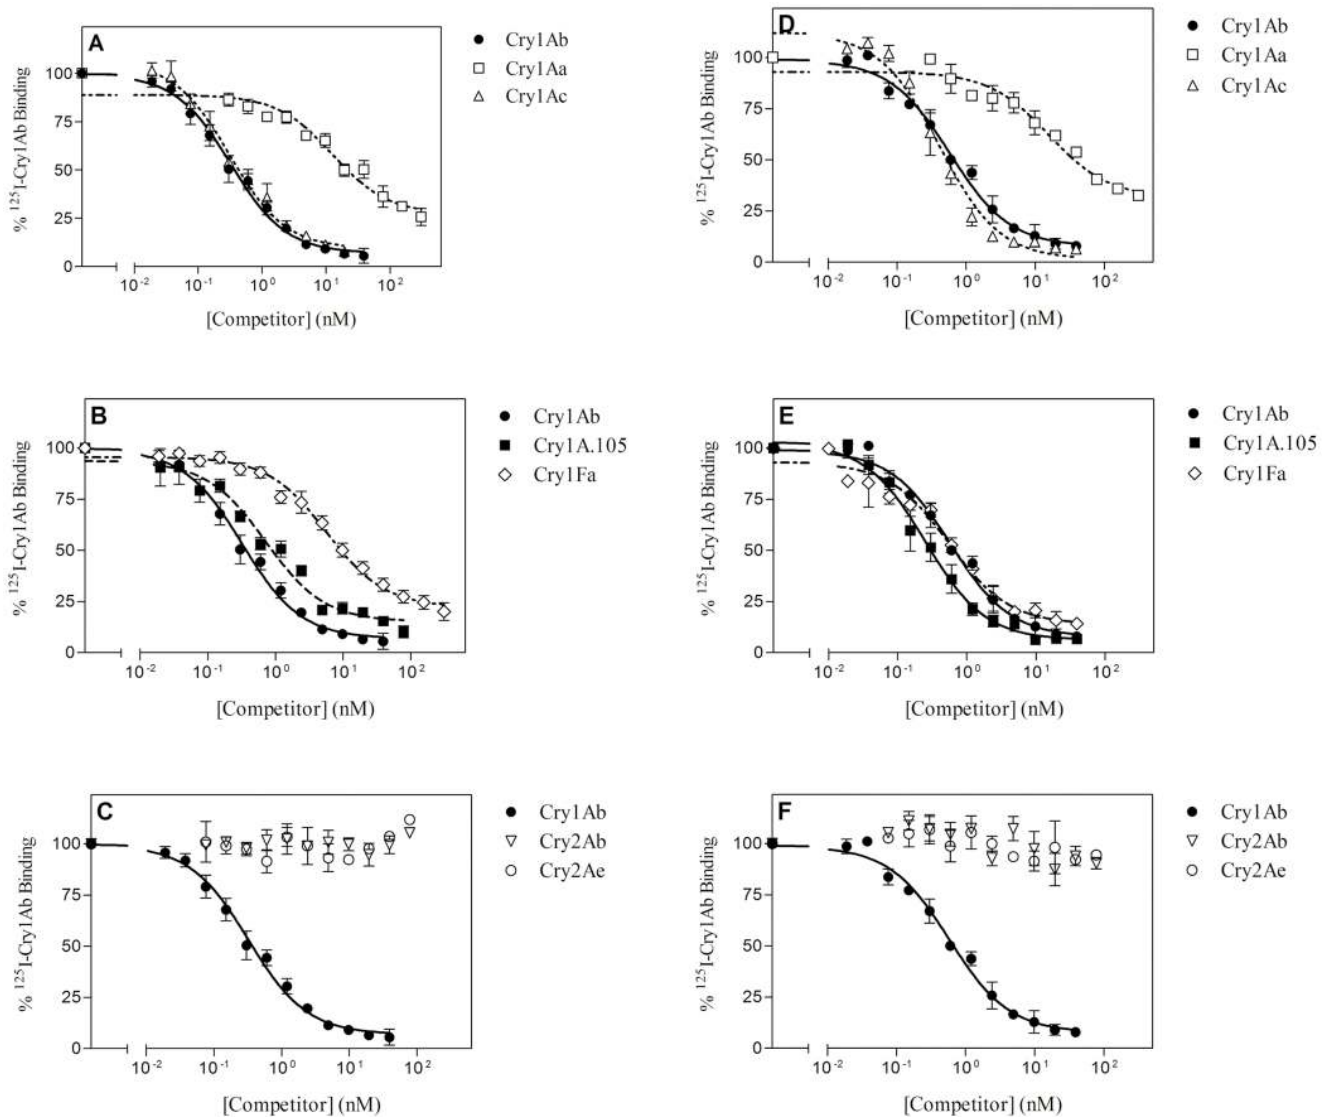 A
% ¹²⁵I-Cry1Ab Binding
100
75
50
25
0
10⁻² 10⁻¹ 10⁰ 10¹ 10²
[Competitor] (nM)
Cry1Ab
Cry1Aa
Cry1Ac
D
% ¹²⁵I-Cry1Ab Binding
100
75
50
25
0
10⁻² 10⁻¹ 10⁰ 10¹ 10²
[Competitor] (nM)
Cry1Ab
Cry1Aa
Cry1Ac
B
% ¹²⁵I-Cry1Ab Binding
100
75
50
25
0
10⁻² 10⁻¹ 10⁰ 10¹ 10²
[Competitor] (nM)
Cry1Ab
Cry1A.105
Cry1Fa
E
% ¹²⁵I-Cry1Ab Binding
100
75
50
25
0
10⁻² 10⁻¹ 10⁰ 10¹ 10²
[Competitor] (nM)
Cry1Ab
Cry1A.105
Cry1Fa
C
% ¹²⁵I-Cry1Ab Binding
100
75
50
25
0
10⁻² 10⁻¹ 10⁰ 10¹ 10²
[Competitor] (nM)
Cry1Ab
Cry2Ab
Cry2Ae
F
% ¹²⁵I-Cry1Ab Binding
100
75
50
25
0
10⁻² 10⁻¹ 10⁰ 10¹ 10²
[Competitor] (nM)
Cry1Ab
Cry2Ab
Cry2Ae